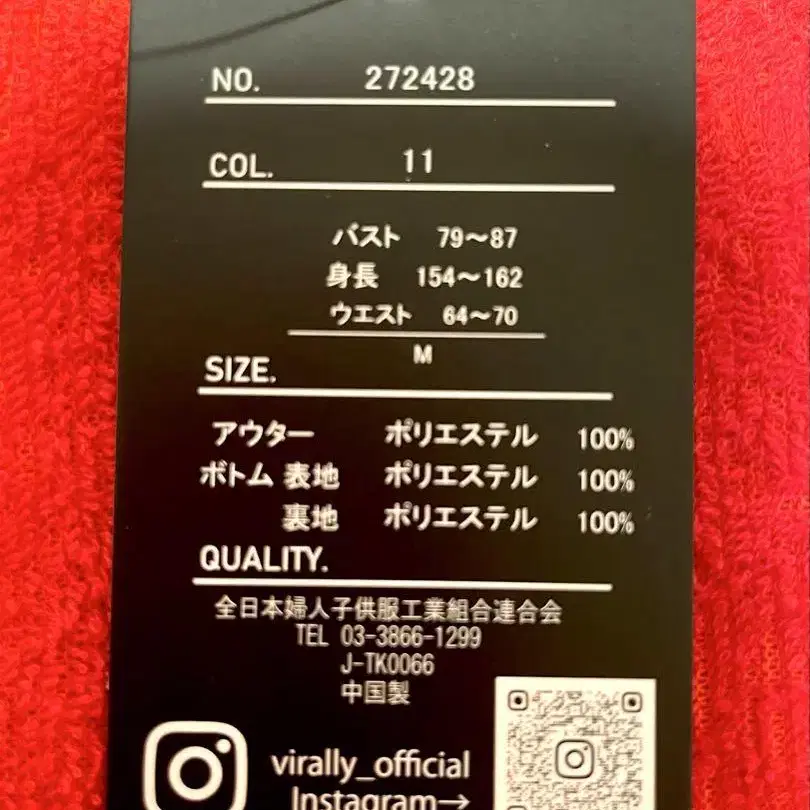 NO. 272428
COL. 11
バスト 79～87
身長 154～162
ウエスト 64～70
M
SIZE.
アウター ポリエステル 100%
ボトム 表地 ポリエステル 100%
裏地 ポリエステル 100%
QUALITY.
全日本婦人子供服工業組合連合会
TEL 03-3866-1299
J-TK0066
中国製
virally_official
Instagram→